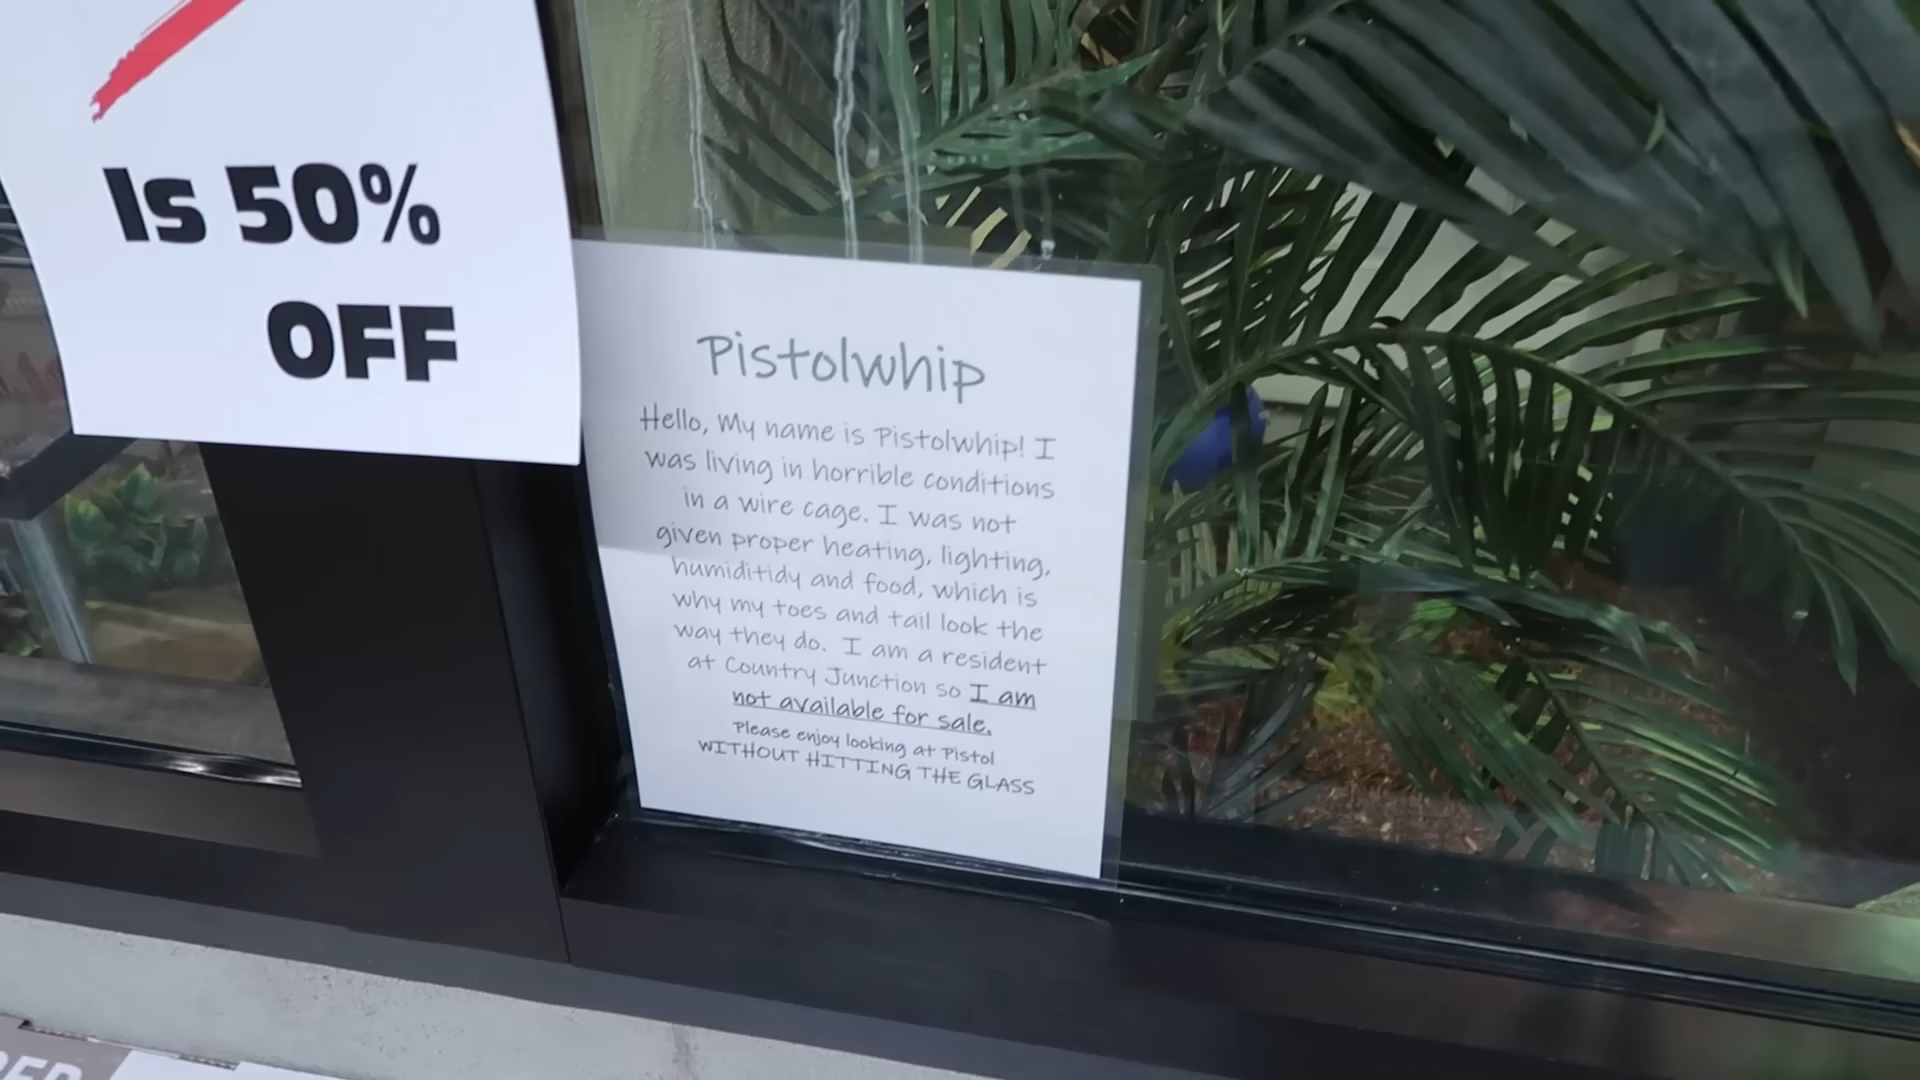 Is 50%
OFF
Pistolwhip
Hello, My name is Pistolwhip! I
was living in horrible conditions
in a wire cage. I was not
given proper heating, lighting,
humiditidy and food, which is
why my toes and tail look the
way they do. I am a resident
at Country Junction so I am
not available for sale.
Please enjoy looking at Pistol
WITHOUT HITTING THE GLASS